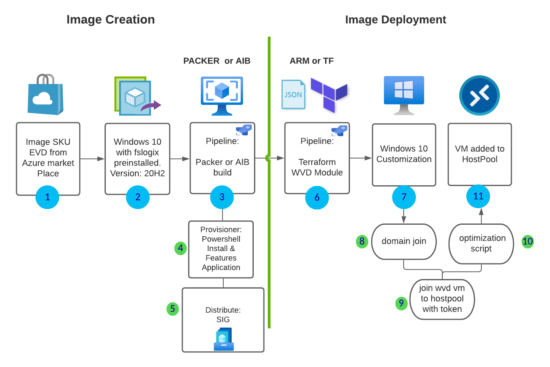 Image Creation
Image Deployment
PACKER or AIB
ARM or TF
JSON
Image SKU
EVD from
Azure market
Place
1
Windows 10
with fslogix
preinstalled.
Version: 20H2
2
Pipeline:
Packer or AIB
build
3
Pipeline:
Terraform
WVD Module
6
Windows 10
Customization
7
VM added to
HostPool
11
4
Provisioner:
Powershell
Install &
Features
Application
5
Distribute:
SIG
8
domain join
optimization
script
10
9
join wvd vm
to hostpool
with token